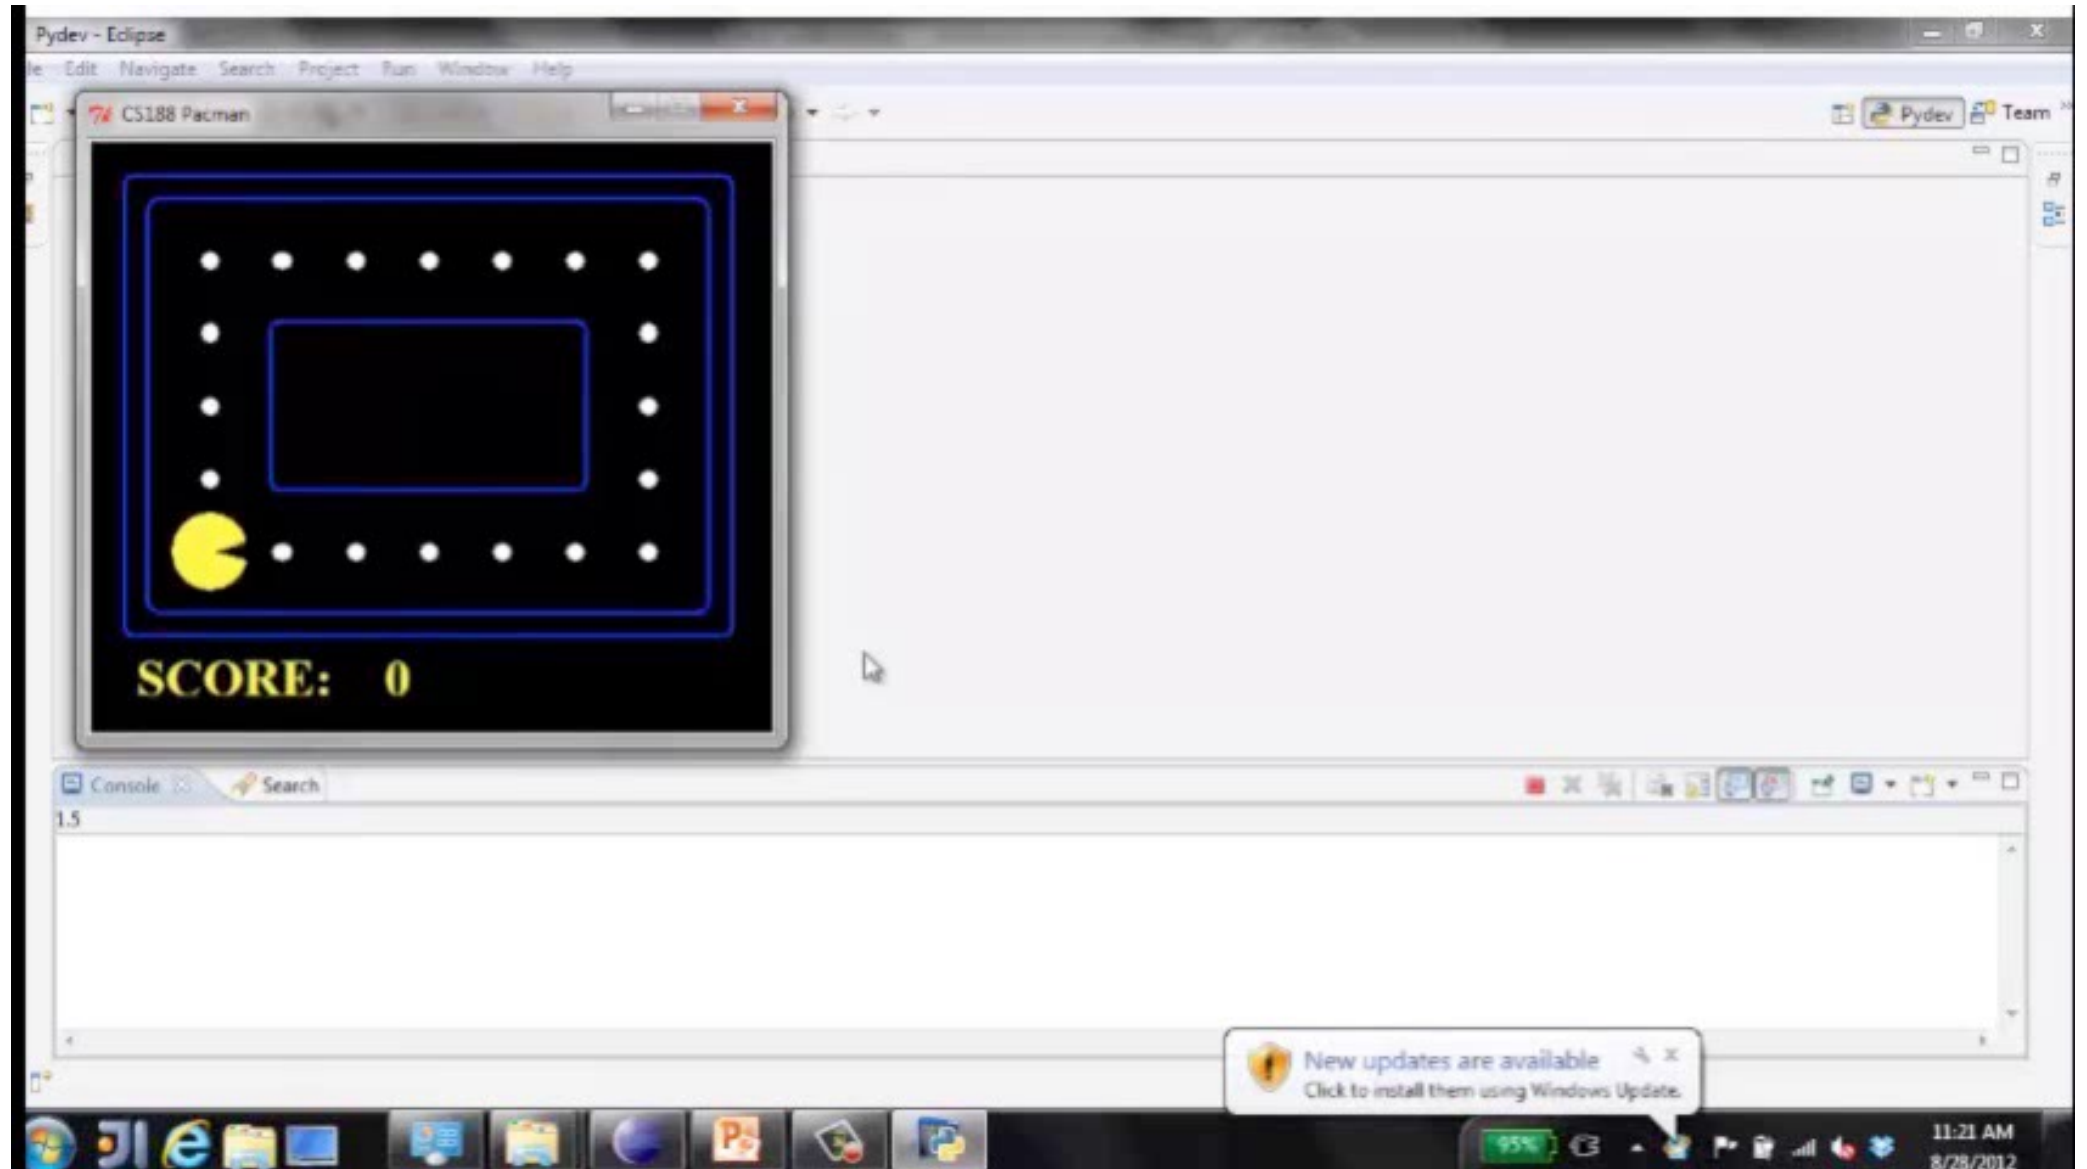 Pydev - Eclipse
le Edit Navigate Search Project Run Window Help
CS188 Pacman
Pydev
Team
SCORE: 0
Console
Search
1.5
New updates are available
Click to install them using Windows Update.
95%
11:21 AM
8/28/2012